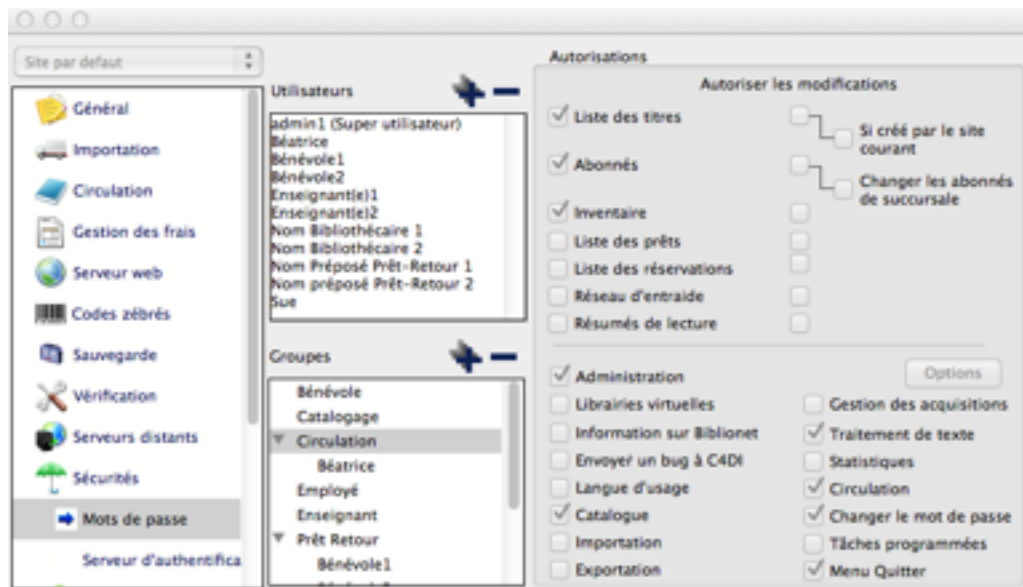 Site par defaut
Général
Importation
Circulation
Gestion des frais
Serveur web
Codes zébrés
Sauvegarde
Vérification
Serveurs distants
Sécurités
Mots de passe
Serveur d'authentifica
Utilisateurs
admin1 (Super utilisateur)
Béatrice
Bénévole1
Bénévole2
Enseignant(e)1
Enseignant(e)2
Nom Bibliothécaire 1
Nom Bibliothécaire 2
Nom Préposé Prêt-Retour 1
Nom préposé Prêt-Retour 2
Sue
Groupes
Bénévole
Catalogage
Circulation
Béatrice
Employé
Enseignant
Prêt Retour
Bénévole1
Autorisations
Autoriser les modifications
Liste des titres
Si créé par le site
courant
Abonnés
Changer les abonnés
de succursale
Inventaire
Liste des prêts
Liste des réservations
Réseau d'entraide
Résumés de lecture
Administration
Options
Librairies virtuelles
Gestion des acquisitions
Information sur Biblionet
Traitement de texte
Envoyer un bug à C4DI
Statistiques
Langue d'usage
Circulation
Catalogue
Changer le mot de passe
Importation
Tâches programmées
Exportation
Menu Quitter